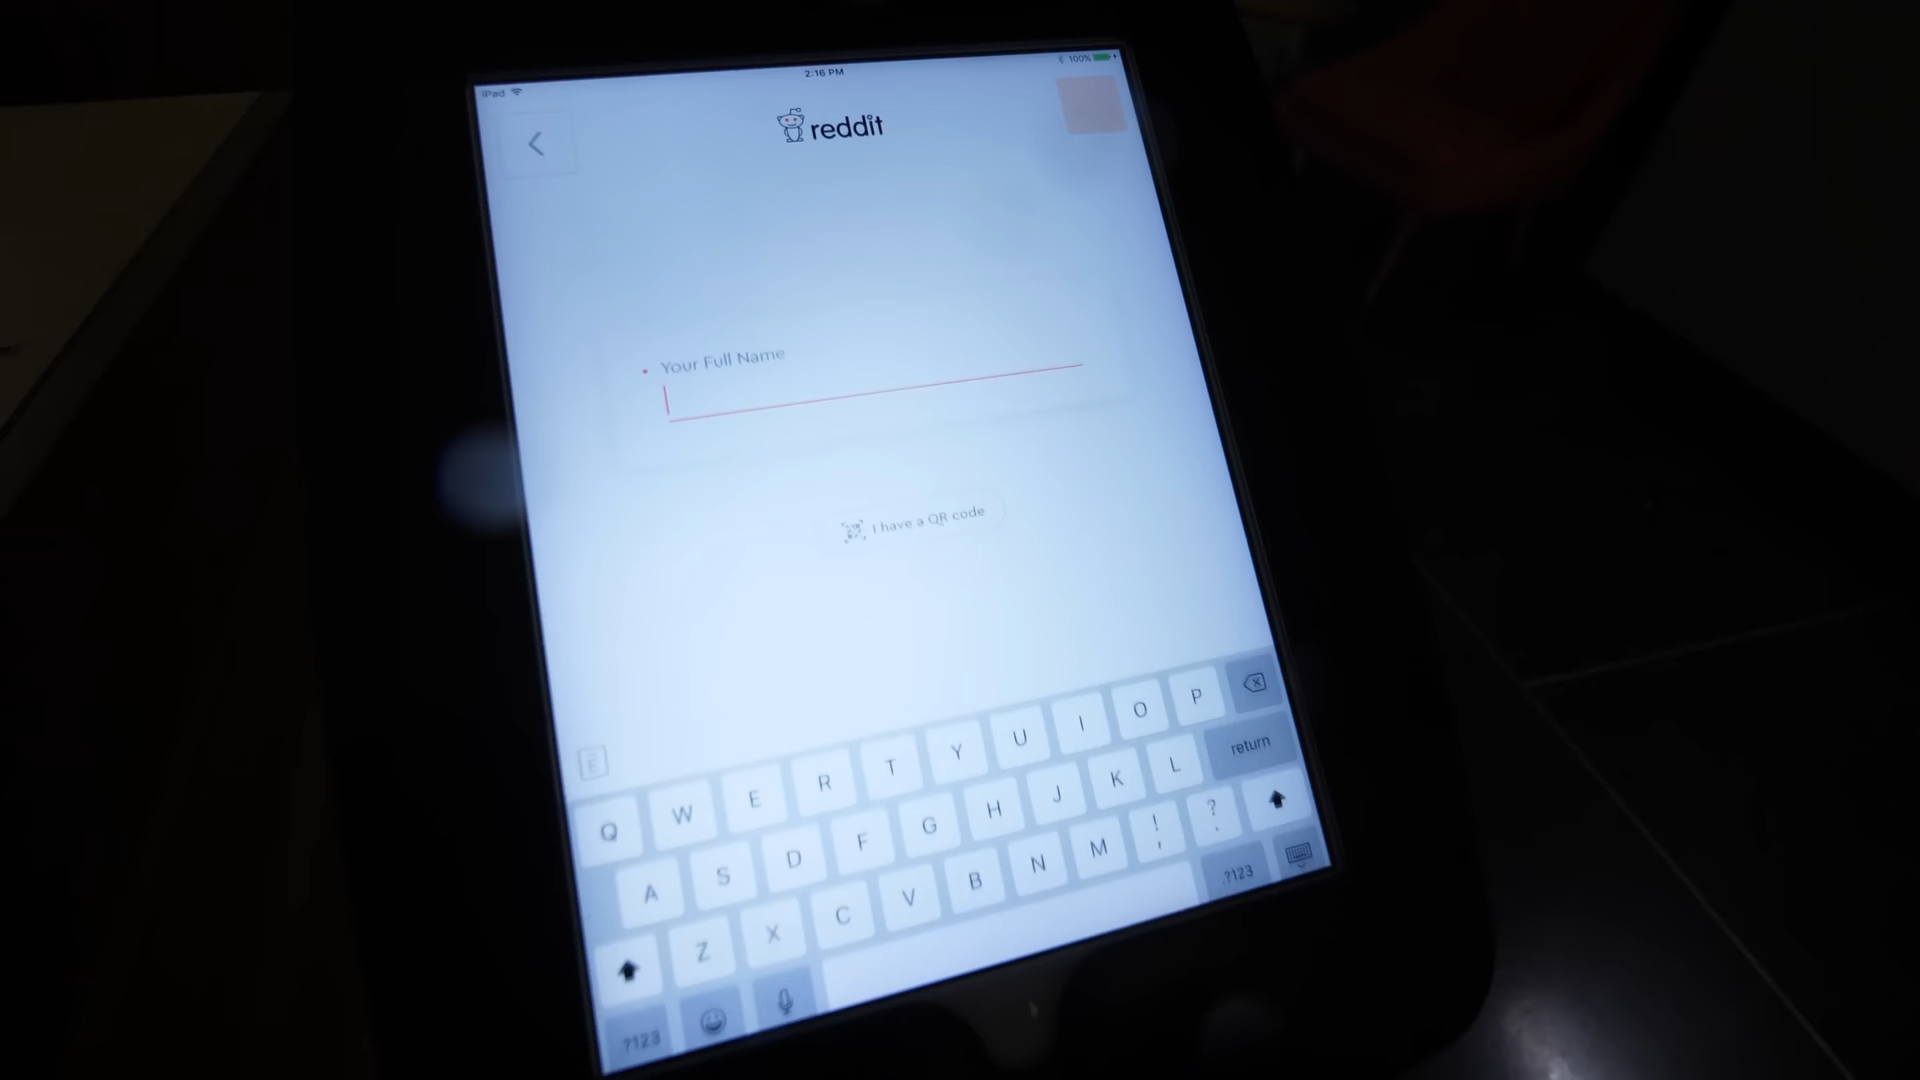 iPad 2:16 PM 100%
reddit
Your Full Name
I have a QR code
Q W E R T Y U I O P
A S D F G H J K L return
Z X C V B N M ! , ? .
.?123 .?123